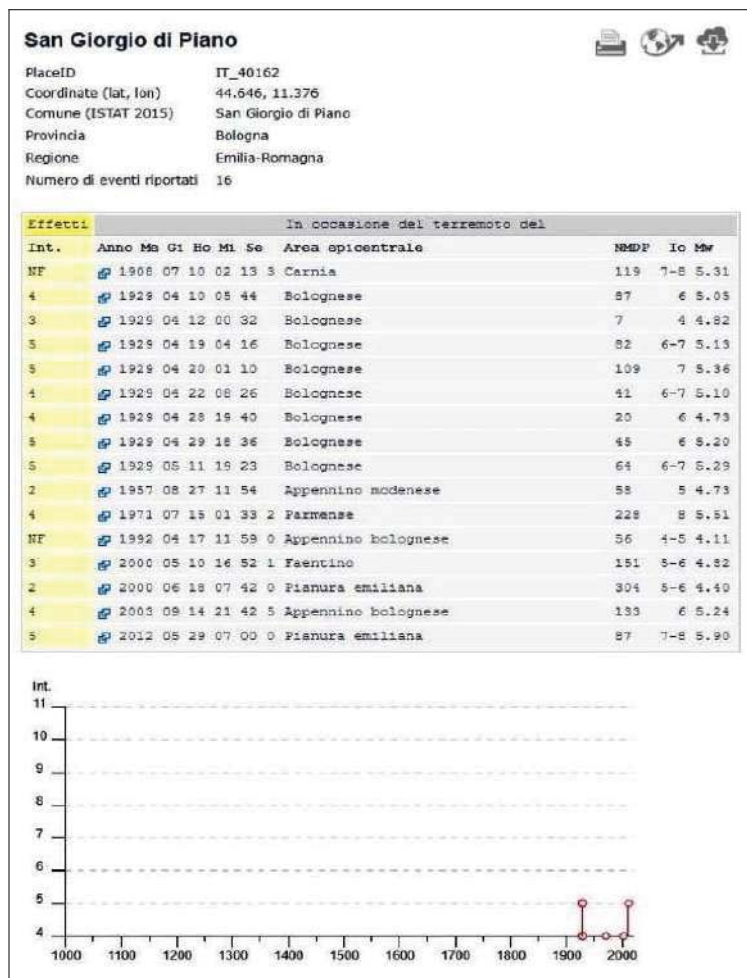 San Giorgio di Piano
PlaceID IT_40162
Coordinate (lat, lon) 44.646, 11.376
Comune (ISTAT 2015) San Giorgio di Piano
Provincia Bologna
Regione Emilia-Romagna
Numero di eventi riportati 16
Effetti In occasione del terremoto del
Int. Anno Me Gi Ho Mi Se Area epicentrale NMDP Io Mw
NF 1908 07 10 02 13 3 Carnia 119 7-8 5.31
4 1929 04 10 05 44 Bolognese 87 6 5.05
3 1929 04 12 00 32 Bolognese 7 4 4.82
5 1929 04 19 04 16 Bolognese 82 6-7 5.13
5 1929 04 20 01 10 Bolognese 109 7 5.36
4 1929 04 22 08 26 Bolognese 41 6-7 5.10
4 1929 04 28 19 40 Bolognese 20 6 4.73
5 1929 04 29 18 36 Bolognese 45 6 5.20
5 1929 05 11 19 23 Bolognese 64 6-7 5.29
2 1957 08 27 11 54 Appennino modenese 58 5 4.73
4 1971 07 15 01 33 2 Parmense 228 8 5.51
NF 1992 04 17 11 59 0 Appennino bolognese 56 4-5 4.11
3 2000 05 10 16 52 1 Faentino 151 5-6 4.82
2 2000 06 18 07 42 0 Pianura emiliana 304 5-6 4.40
4 2003 09 14 21 42 5 Appennino bolognese 133 6 5.24
5 2012 05 29 07 00 0 Pianura emiliana 87 7-8 5.90
Int.
11
10
9
8
7
6
5
4
1000 1100 1200 1300 1400 1500 1600 1700 1800 1900 2000